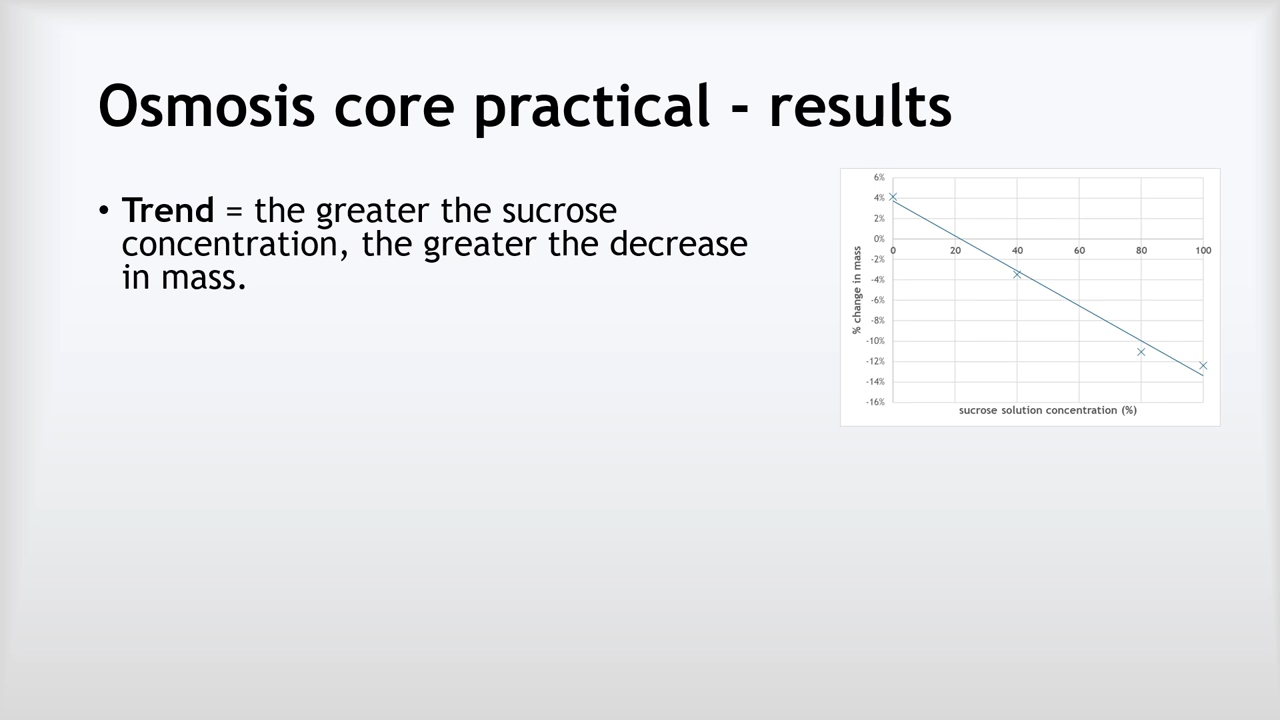 Osmosis core practical - results
• Trend = the greater the sucrose
concentration, the greater the decrease
in mass.
6%
4%
2%
0%
-2%
-4%
-6%
-8%
-10%
-12%
-14%
-16%
0 20 40 60 80 100
% change in mass
sucrose solution concentration (%)